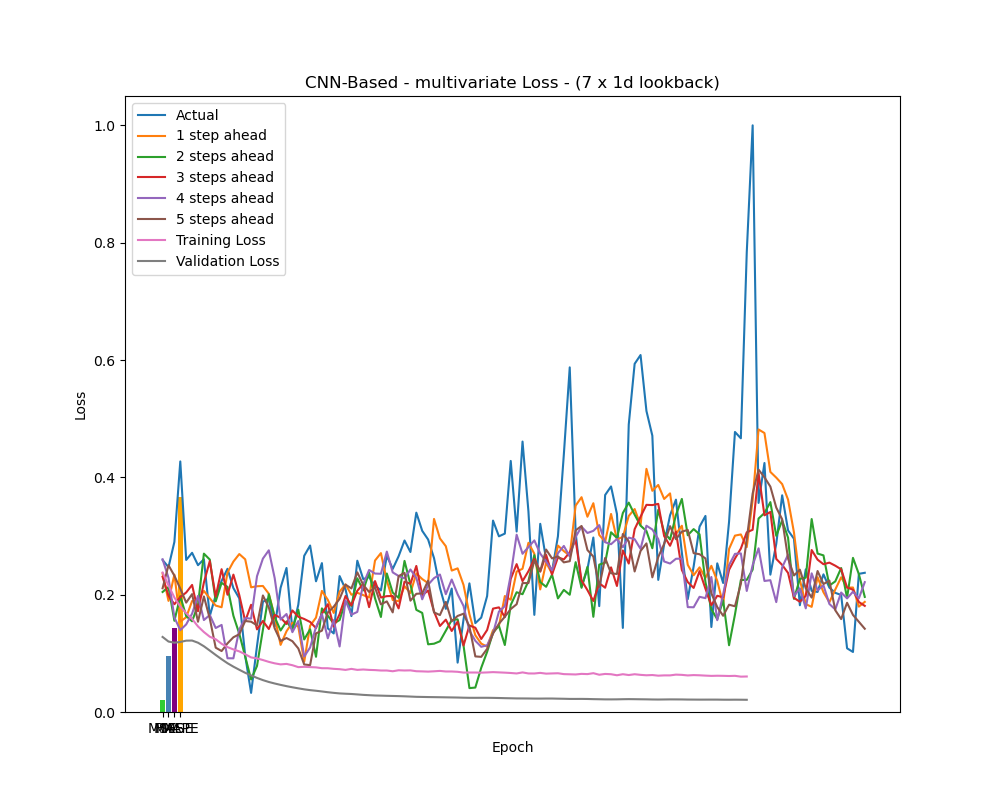 CNN-Based - multivariate Loss - (7 x 1d lookback)
Actual
1 step ahead
2 steps ahead
3 steps ahead
4 steps ahead
5 steps ahead
Training Loss
Validation Loss
1.0
0.8
0.6
0.4
0.2
0.0
Loss
Epoch